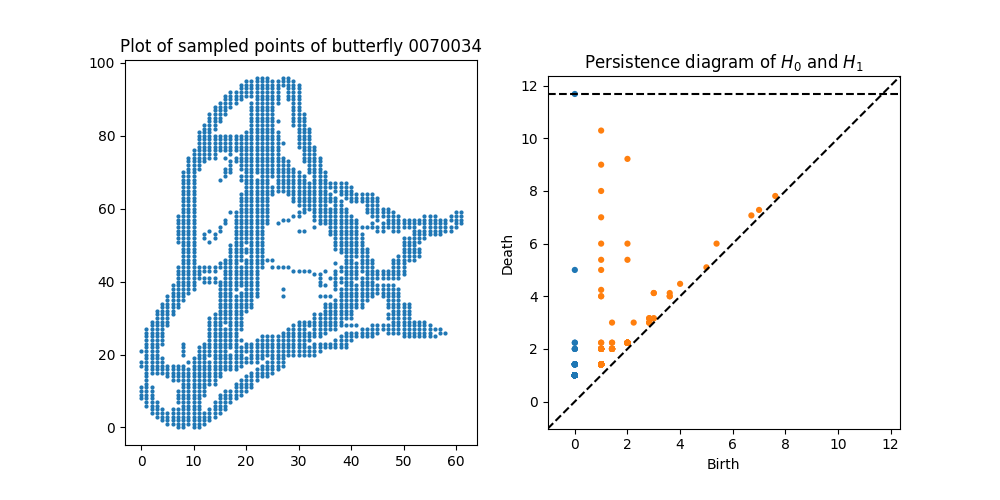 Plot of sampled points of butterfly 0070034
100
80
60
40
20
0
0 10 20 30 40 50 60
Persistence diagram of H₀ and H₁
12
10
8
6
4
2
0
Death
0 2 4 6 8 10 12
Birth